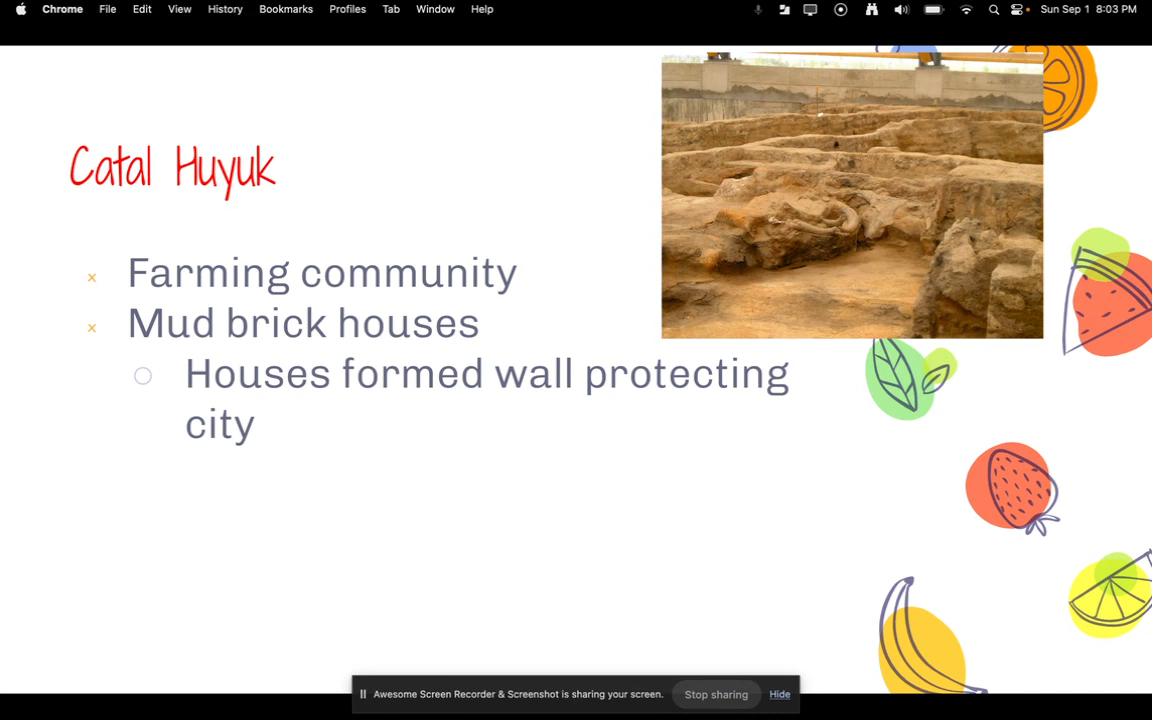 Chrome File Edit View History Bookmarks Profiles Tab Window Help Sun Sep 1 8:03 PM
Catal Huyuk
× Farming community
× Mud brick houses
○ Houses formed wall protecting
city
Awesome Screen Recorder & Screenshot is sharing your screen. Stop sharing Hide